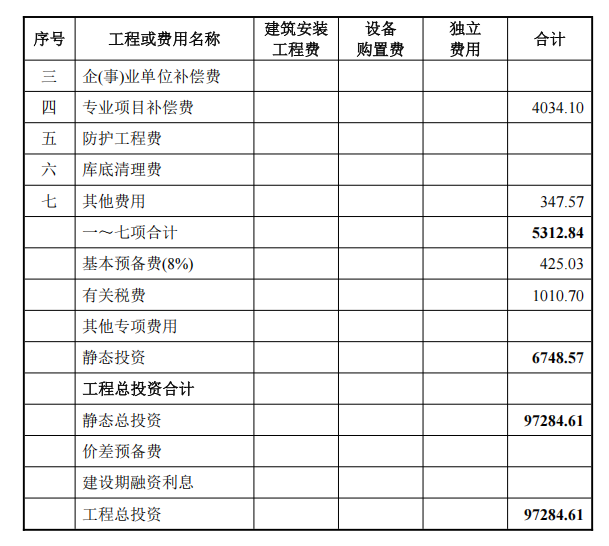 序号 工程或费用名称 建筑安装工程费 设备购置费 独立费用 合计
三 企(事)业单位补偿费
四 专业项目补偿费 4034.10
五 防护工程费
六 库底清理费
七 其他费用 347.57
一～七项合计 5312.84
基本预备费(8%) 425.03
有关税费 1010.70
其他专项费用
静态投资 6748.57
工程总投资合计
静态总投资 97284.61
价差预备费
建设期融资利息
工程总投资 97284.61